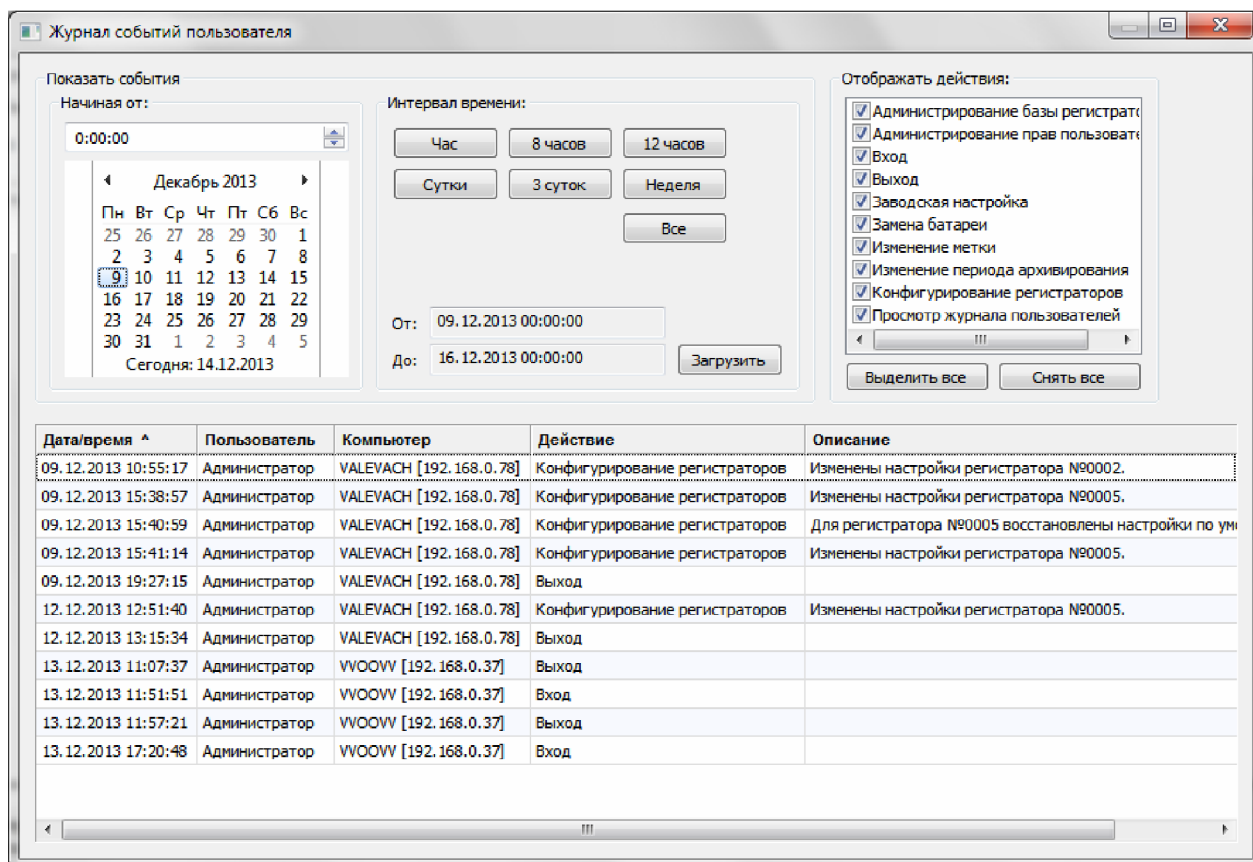 Журнал событий пользователя
Показать события
Начиная от:
0:00:00
Декабрь 2013
Пн Вт Ср Чт Пт Сб Вс
25 26 27 28 29 30 1
2 3 4 5 6 7 8
9 10 11 12 13 14 15
16 17 18 19 20 21 22
23 24 25 26 27 28 29
30 31 1 2 3 4 5
Сегодня: 14.12.2013
Интервал времени:
Час 8 часов 12 часов
Сутки 3 суток Неделя
Все
От: 09.12.2013 00:00:00
До: 16.12.2013 00:00:00 Загрузить
Отображать действия:
Администрирование базы регистрато
Администрирование прав пользовате
Вход
Выход
Заводская настройка
Замена батареи
Изменение метки
Изменение периода архивирования
Конфигурирование регистраторов
Просмотр журнала пользователей
Выделить все Снять все
Дата/время Пользователь Компьютер Действие Описание
09.12.2013 10:55:17 Администратор VALEVACH [192.168.0.78] Конфигурирование регистраторов Изменены настройки регистратора №0002.
09.12.2013 15:38:57 Администратор VALEVACH [192.168.0.78] Конфигурирование регистраторов Изменены настройки регистратора №0005.
09.12.2013 15:40:59 Администратор VALEVACH [192.168.0.78] Конфигурирование регистраторов Для регистратора №0005 восстановлены настройки по умо
09.12.2013 15:41:14 Администратор VALEVACH [192.168.0.78] Конфигурирование регистраторов Изменены настройки регистратора №0005.
09.12.2013 19:27:15 Администратор VALEVACH [192.168.0.78] Выход
12.12.2013 12:51:40 Администратор VALEVACH [192.168.0.78] Конфигурирование регистраторов Изменены настройки регистратора №0005.
12.12.2013 13:15:34 Администратор VALEVACH [192.168.0.78] Выход
13.12.2013 11:07:37 Администратор VVOOVV [192.168.0.37] Выход
13.12.2013 11:51:51 Администратор VVOOVV [192.168.0.37] Вход
13.12.2013 11:57:21 Администратор VVOOVV [192.168.0.37] Выход
13.12.2013 17:20:48 Администратор VVOOVV [192.168.0.37] Вход